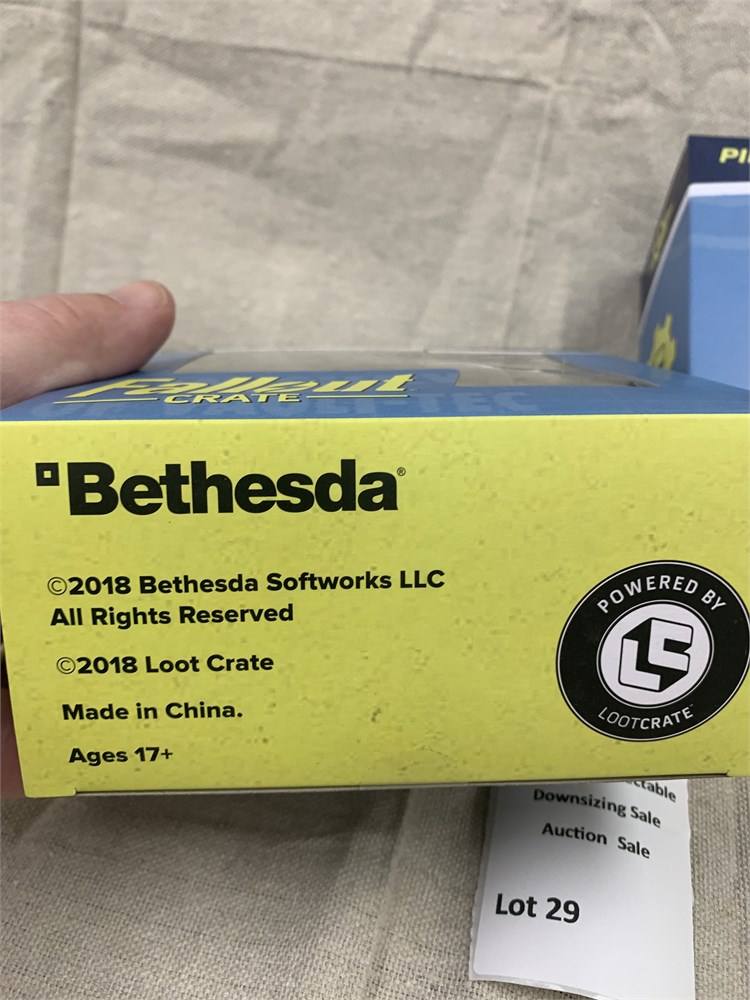 Fallout
CRATE
Bethesda®
©2018 Bethesda Softworks LLC
All Rights Reserved
©2018 Loot Crate
Made in China.
Ages 17+
POWERED BY
LC
LOOTCRATE
Downsizing Sale
Auction Sale
Lot 29